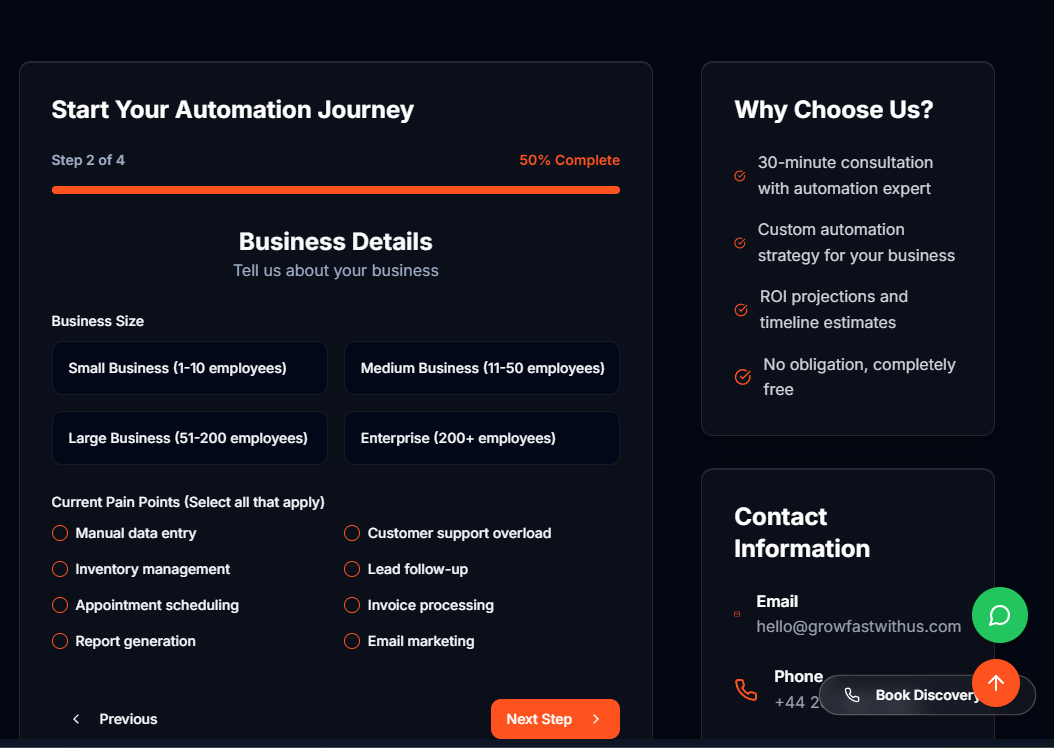 Start Your Automation Journey
Step 2 of 4
50% Complete
Business Details
Tell us about your business
Business Size
Small Business (1-10 employees)
Medium Business (11-50 employees)
Large Business (51-200 employees)
Enterprise (200+ employees)
Current Pain Points (Select all that apply)
Manual data entry
Customer support overload
Inventory management
Lead follow-up
Appointment scheduling
Invoice processing
Report generation
Email marketing
Previous
Next Step
Why Choose Us?
30-minute consultation
with automation expert
Custom automation
strategy for your business
ROI projections and
timeline estimates
No obligation, completely
free
Contact
Information
Email
hello@growfastwithus.com
Phone
+44
Book Discovery